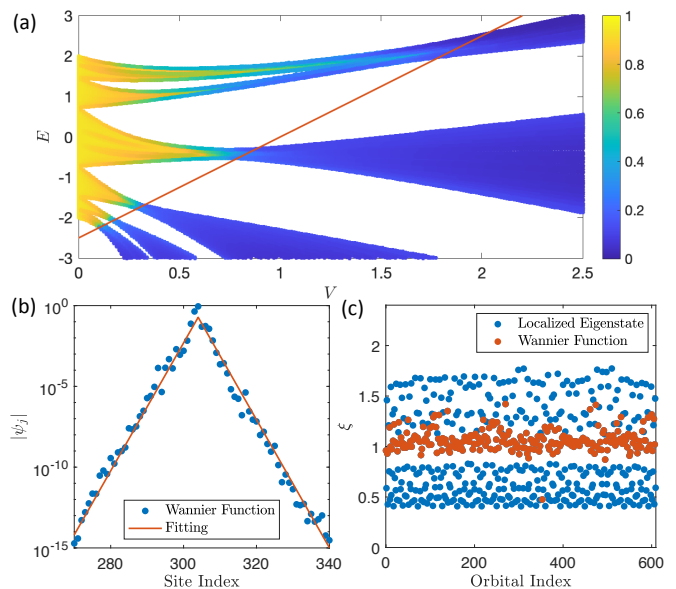 (a)
3
2
1
0
-1
-2
-3
E
0
0.5
1
1.5
2
2.5
V
1
0.8
0.6
0.4
0.2
0
(b)
10^0
10^-5
10^-10
10^-15
|ψ_j|
Wannier Function
Fitting
280
300
320
340
Site Index
(c)
2
1.5
1
0.5
0
ξ
Localized Eigenstate
Wannier Function
0
200
400
600
Orbital Index